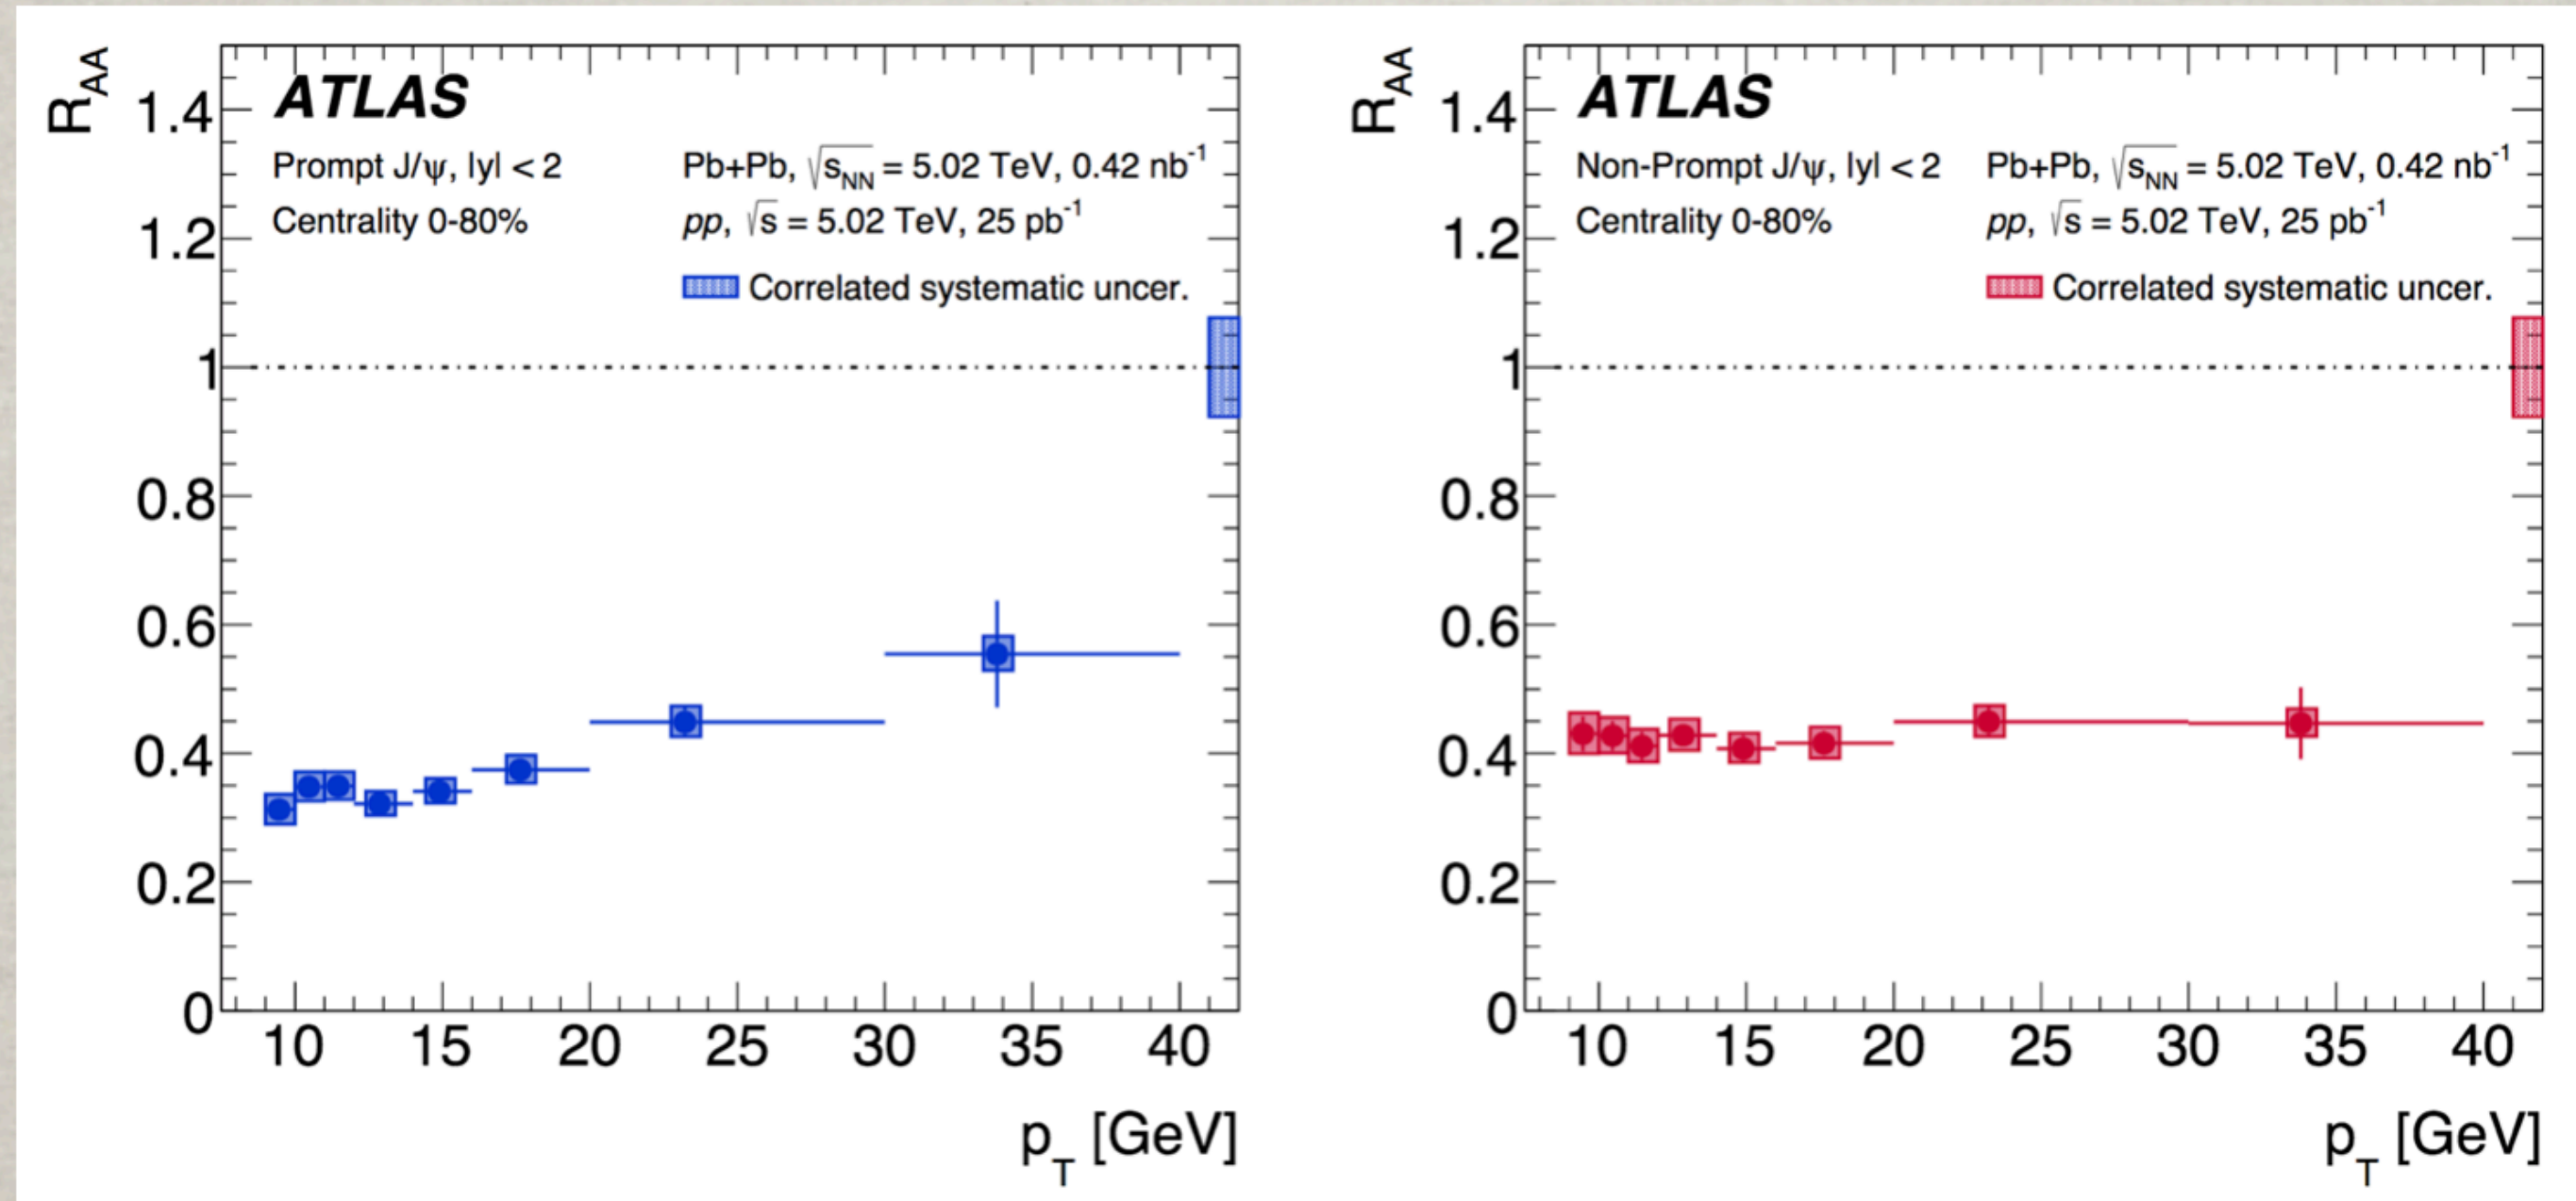 R_AA
ATLAS
Prompt J/ψ, |y| < 2
Centrality 0-80%
Pb+Pb, √s_NN = 5.02 TeV, 0.42 nb⁻¹
pp, √s = 5.02 TeV, 25 pb⁻¹
Correlated systematic uncer.
1.4
1.2
1
0.8
0.6
0.4
0.2
0
10 15 20 25 30 35 40
p_T [GeV]
R_AA
ATLAS
Non-Prompt J/ψ, |y| < 2
Centrality 0-80%
Pb+Pb, √s_NN = 5.02 TeV, 0.42 nb⁻¹
pp, √s = 5.02 TeV, 25 pb⁻¹
Correlated systematic uncer.
1.4
1.2
1
0.8
0.6
0.4
0.2
0
10 15 20 25 30 35 40
p_T [GeV]